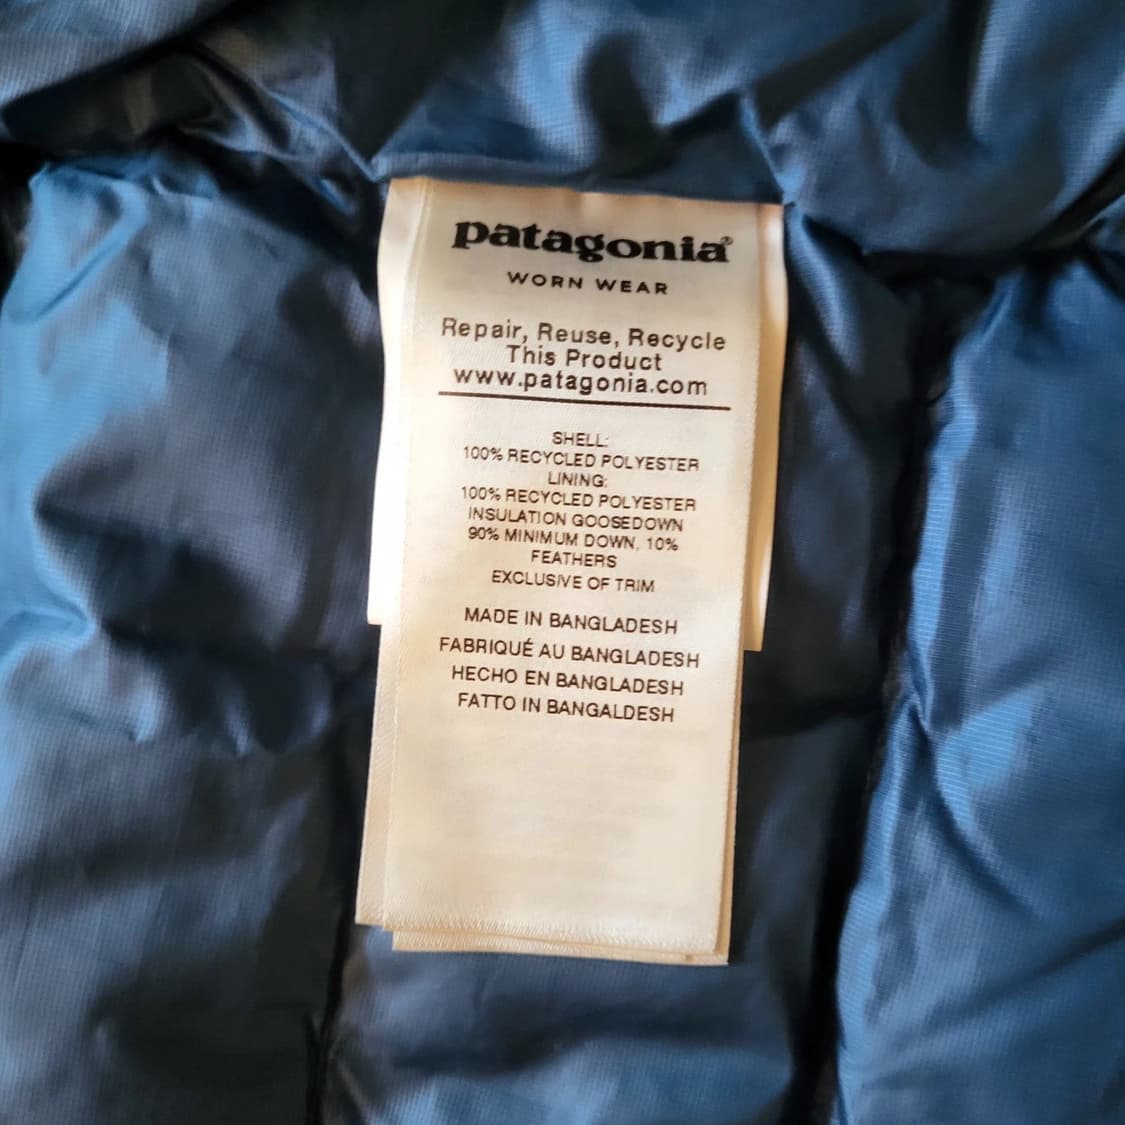 patagonia®
WORN WEAR
Repair, Reuse, Recycle
This Product
www.patagonia.com
SHELL:
100% RECYCLED POLYESTER
LINING:
100% RECYCLED POLYESTER
INSULATION GOOSEDOWN
90% MINIMUM DOWN, 10%
FEATHERS
EXCLUSIVE OF TRIM
MADE IN BANGLADESH
FABRIQUÉ AU BANGLADESH
HECHO EN BANGLADESH
FATTO IN BANGALDESH